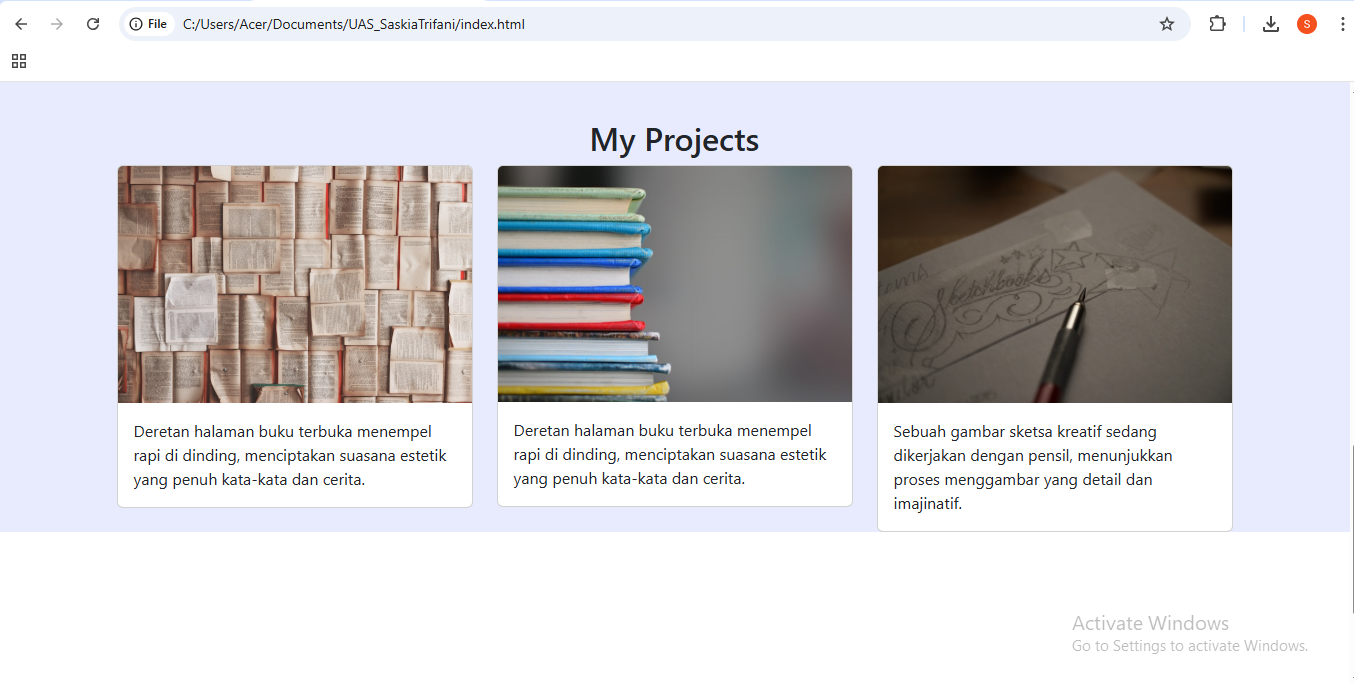 File
C:/Users/Acer/Documents/UAS_SaskiaTrifani/index.html
S
My Projects
Sketchbooks
Deretan halaman buku terbuka menempel
rapi di dinding, menciptakan suasana estetik
yang penuh kata-kata dan cerita.
Deretan halaman buku terbuka menempel
rapi di dinding, menciptakan suasana estetik
yang penuh kata-kata dan cerita.
Sebuah gambar sketsa kreatif sedang
dikerjakan dengan pensil, menunjukkan
proses menggambar yang detail dan
imajinatif.
Activate Windows
Go to Settings to activate Windows.